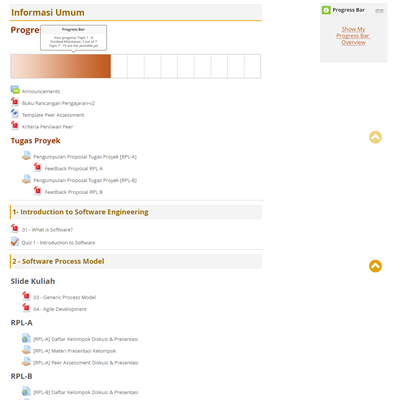 Informasi Umum
Progre
Progress Bar
Your progress: Topic 1 - 8
Finished Milestones: 7 out of 7
Topic 7 - 15 are not available yet
Announcements
Buku Rancangan Pengajaran-v2
Template Peer Assessment
Kriteria Penilaian Peer
Tugas Proyek
Pengumpulan Proposal Tugas Proyek [RPL-A]
Feedback Proposal RPL A
Pengumpulan Proposal Tugas Proyek [RPL-B]
Feedback Proposal RPL B
1- Introduction to Software Engineering
01 - What is Software?
Quiz 1 - Introduction to Software
2 - Software Process Model
Slide Kuliah
03 - Generic Process Model
04 - Agile Development
RPL-A
[RPL-A] Daftar Kelompok Diskusi & Presentasi
[RPL-A] Materi Presentasi Kelompok
[RPL-A] Peer Assessment Diskusi & Presentasi
RPL-B
[RPL-B] Daftar Kelompok Diskusi & Presentasi
Progress Bar
Show My
Progress Bar
Overview